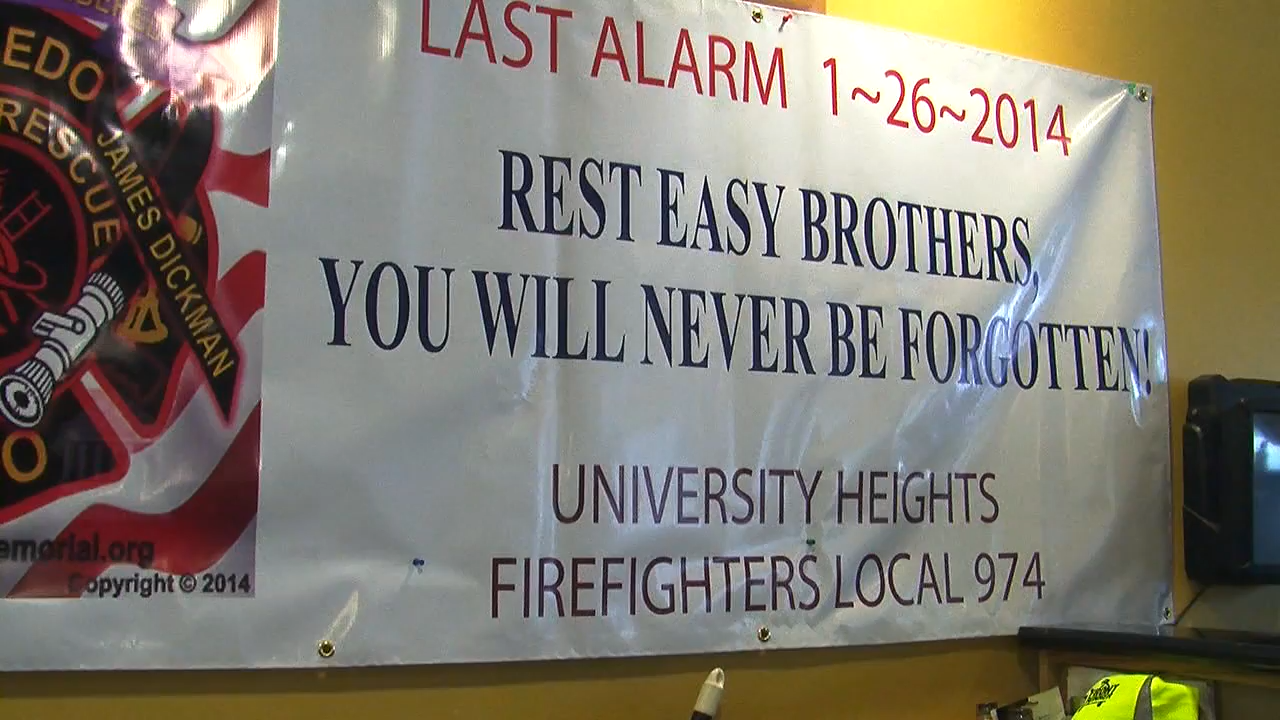 EDO
RESCUE
JAMES DICKMAN
O
emorial.org
Copyright © 2014
LAST ALARM 1~26~2014
REST EASY BROTHERS,
YOU WILL NEVER BE FORGOTTEN!
UNIVERSITY HEIGHTS
FIREFIGHTERS LOCAL 974